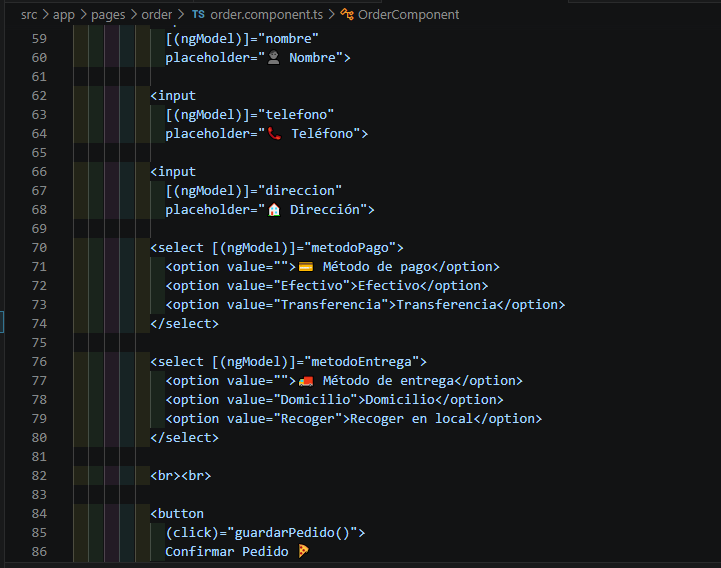 src > app > pages > order > TS order.component.ts > OrderComponent
59 [(ngModel)]="nombre"
60 placeholder="👤 Nombre">
61
62 <input
63 [(ngModel)]="telefono"
64 placeholder="📞 Teléfono">
65
66 <input
67 [(ngModel)]="direccion"
68 placeholder="🏠 Dirección">
69
70 <select [(ngModel)]="metodoPago">
71 <option value="">💳 Método de pago</option>
72 <option value="Efectivo">Efectivo</option>
73 <option value="Transferencia">Transferencia</option>
74 </select>
75
76 <select [(ngModel)]="metodoEntrega">
77 <option value="">🚚 Método de entrega</option>
78 <option value="Domicilio">Domicilio</option>
79 <option value="Recoger">Recoger en local</option>
80 </select>
81
82 <br><br>
83
84 <button
85 (click)="guardarPedido()">
86 Confirmar Pedido 🍕